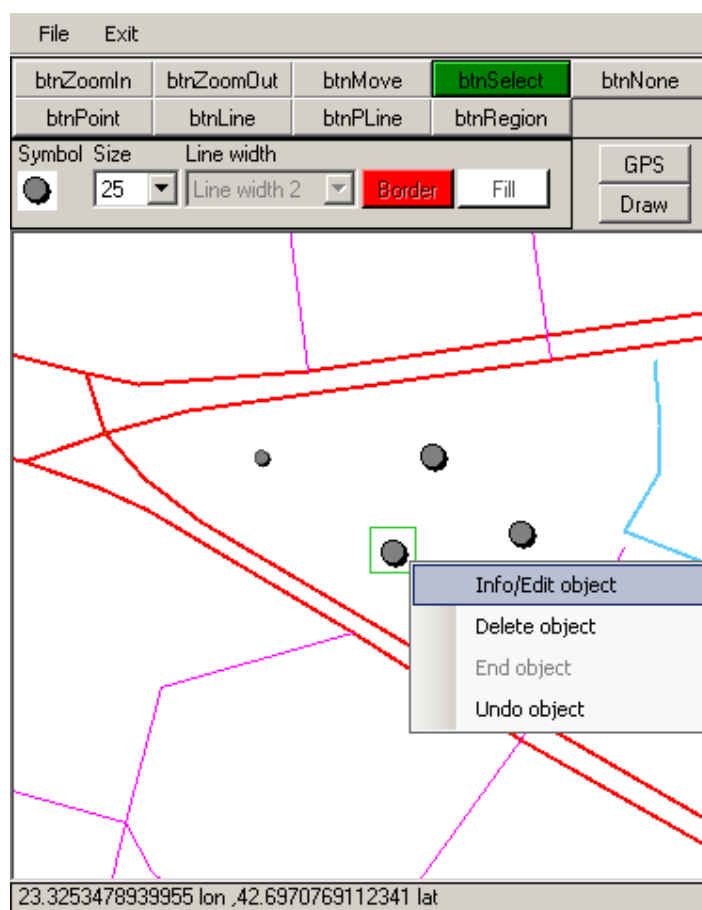 File Exit
btnZoomIn btnZoomOut btnMove btnSelect btnNone
btnPoint btnLine btnPLine btnRegion
Symbol Size Line width
25 Line width 2 Border Fill GPS
Draw
Info/Edit object
Delete object
End object
Undo object
23.3253478939955 lon ,42.6970769112341 lat